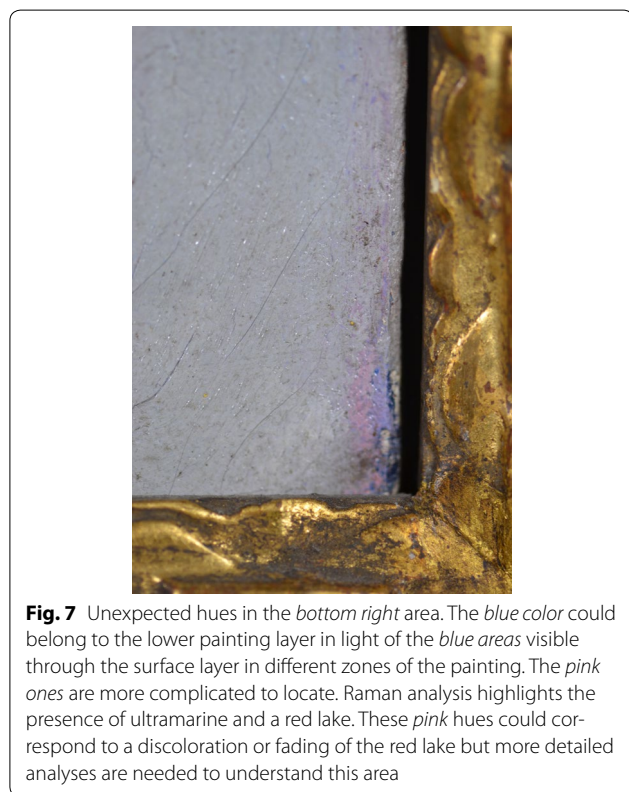 Fig. 7 Unexpected hues in the bottom right area. The blue color could
belong to the lower painting layer in light of the blue areas visible
through the surface layer in different zones of the painting. The pink
ones are more complicated to locate. Raman analysis highlights the
presence of ultramarine and a red lake. These pink hues could cor-
respond to a discoloration or fading of the red lake but more detailed
analyses are needed to understand this area